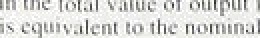 in the total value of output
is equivalent to the nominal